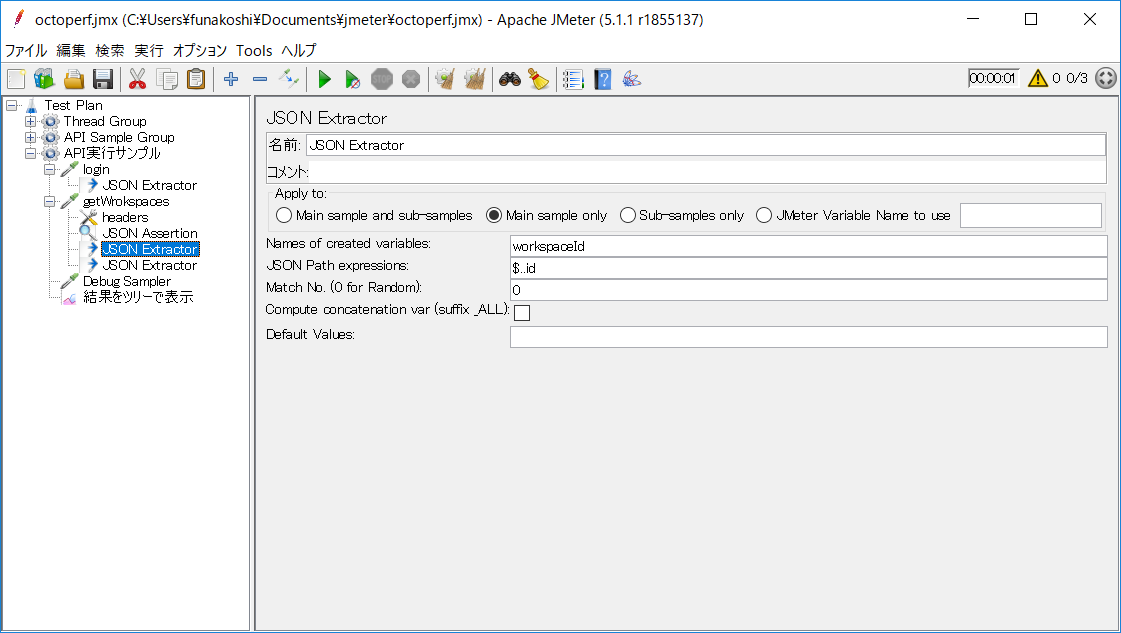 octoperf.jmx (C:¥Users¥funakoshi¥Documents¥jmeter¥octoperf.jmx) - Apache JMeter (5.1.1 r1855137)
ファイル 編集 検索 実行 オプション Tools ヘルプ
STOP
00:00:01 0 0/3
Test Plan
Thread Group
API Sample Group
API実行サンプル
login
JSON Extractor
getWrokspaces
headers
JSON Assertion
JSON Extractor
JSON Extractor
Debug Sampler
結果をツリーで表示
JSON Extractor
名前: JSON Extractor
コメント:
Apply to:
Main sample and sub-samples Main sample only Sub-samples only JMeter Variable Name to use
Names of created variables: workspaceId
JSON Path expressions: $..id
Match No. (0 for Random): 0
Compute concatenation var (suffix _ALL):
Default Values: